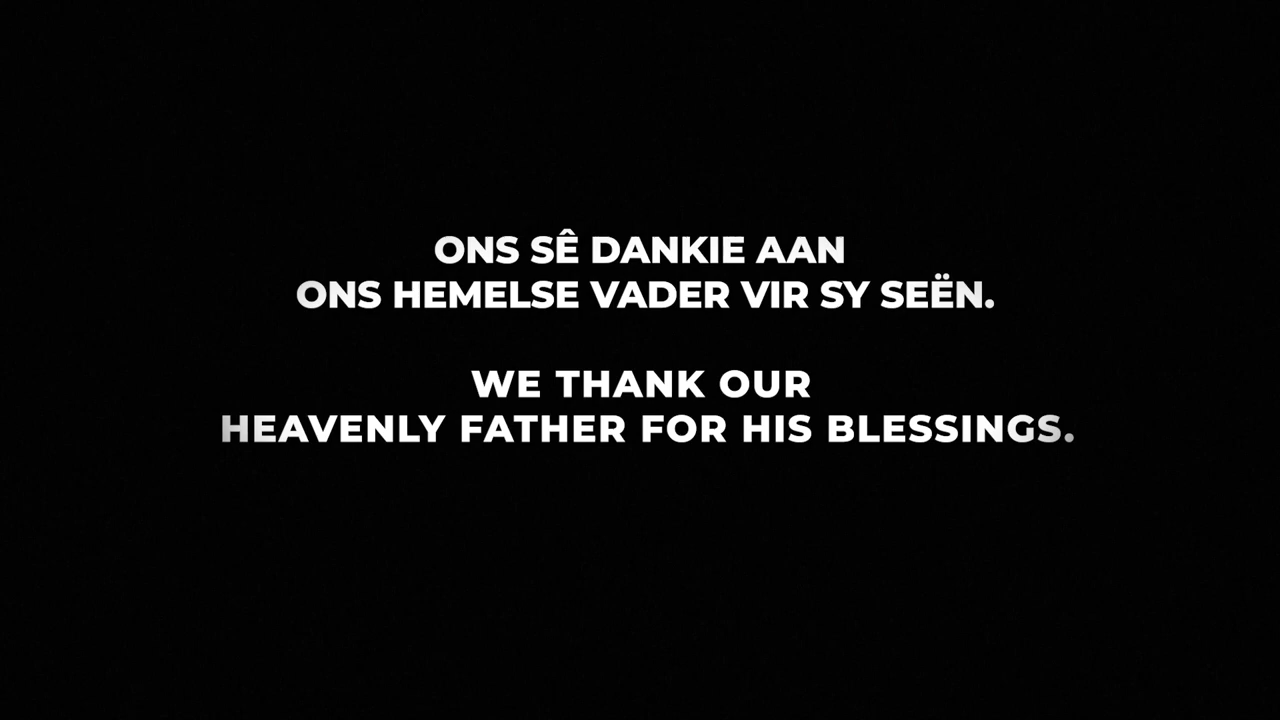 ONS SÊ DANKIE AAN
ONS HEMELSE VADER VIR SY SEËN.
WE THANK OUR
HEAVENLY FATHER FOR HIS BLESSINGS.